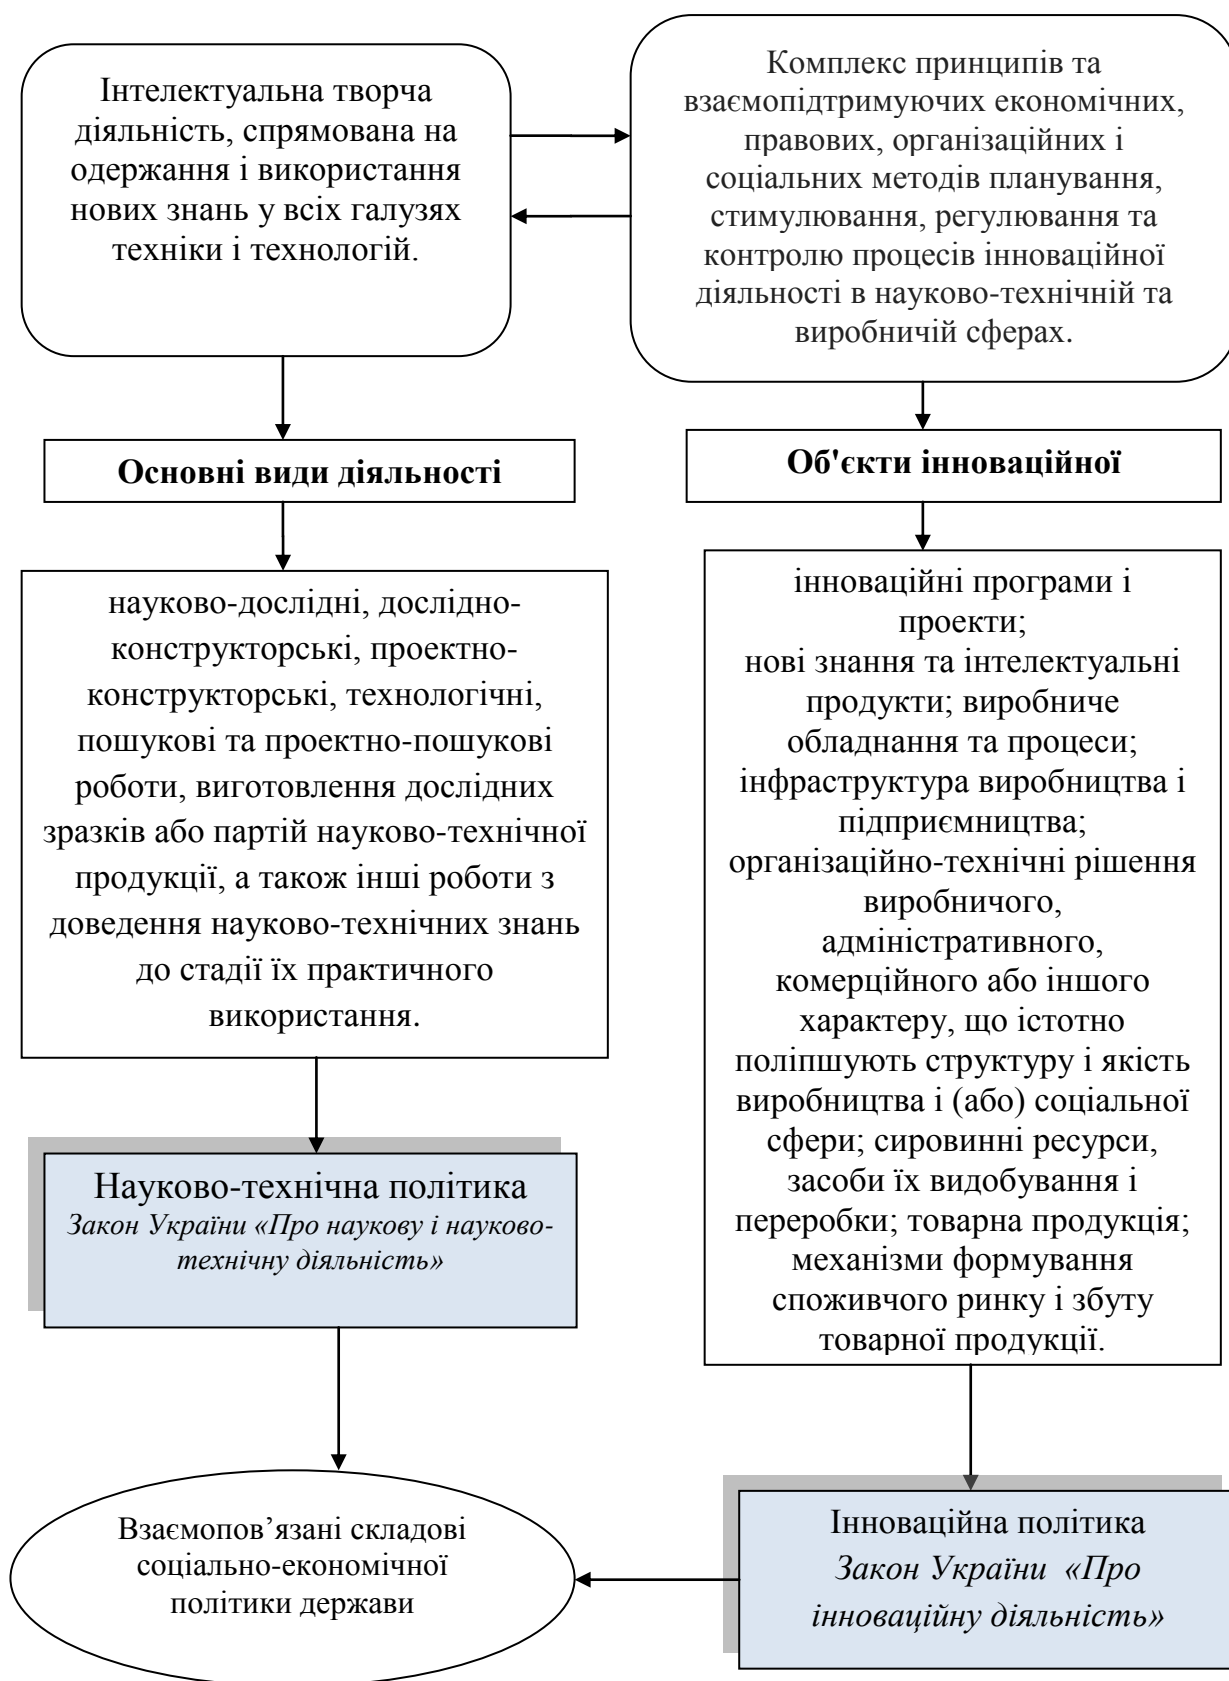 Інтелектуальна творча
діяльність, спрямована на
одержання і використання
нових знань у всіх галузях
техніки і технологій.
Комплекс принципів та
взаємопідтримуючих економічних,
правових, організаційних і
соціальних методів планування,
стимулювання, регулювання та
контролю процесів інноваційної
діяльності в науково-технічній та
виробничій сферах.
Основні види діяльності
Об'єкти інноваційної
науково-дослідні, дослідно-
конструкторські, проектно-
конструкторські, технологічні,
пошукові та проектно-пошукові
роботи, виготовлення дослідних
зразків або партій науково-технічної
продукції, а також інші роботи з
доведення науково-технічних знань
до стадії їх практичного
використання.
інноваційні програми і
проекти;
нові знання та інтелектуальні
продукти; виробниче
обладнання та процеси;
інфраструктура виробництва і
підприємництва;
організаційно-технічні рішення
виробничого,
адміністративного,
комерційного або іншого
характеру, що істотно
поліпшують структуру і якість
виробництва і (або) соціальної
сфери; сировинні ресурси,
засоби їх видобування і
переробки; товарна продукція;
механізми формування
споживчого ринку і збуту
товарної продукції.
Науково-технічна політика
Закон України «Про наукову і науково-
технічну діяльність»
Взаємопов’язані складові
соціально-економічної
політики держави
Інноваційна політика
Закон України «Про
інноваційну діяльність»